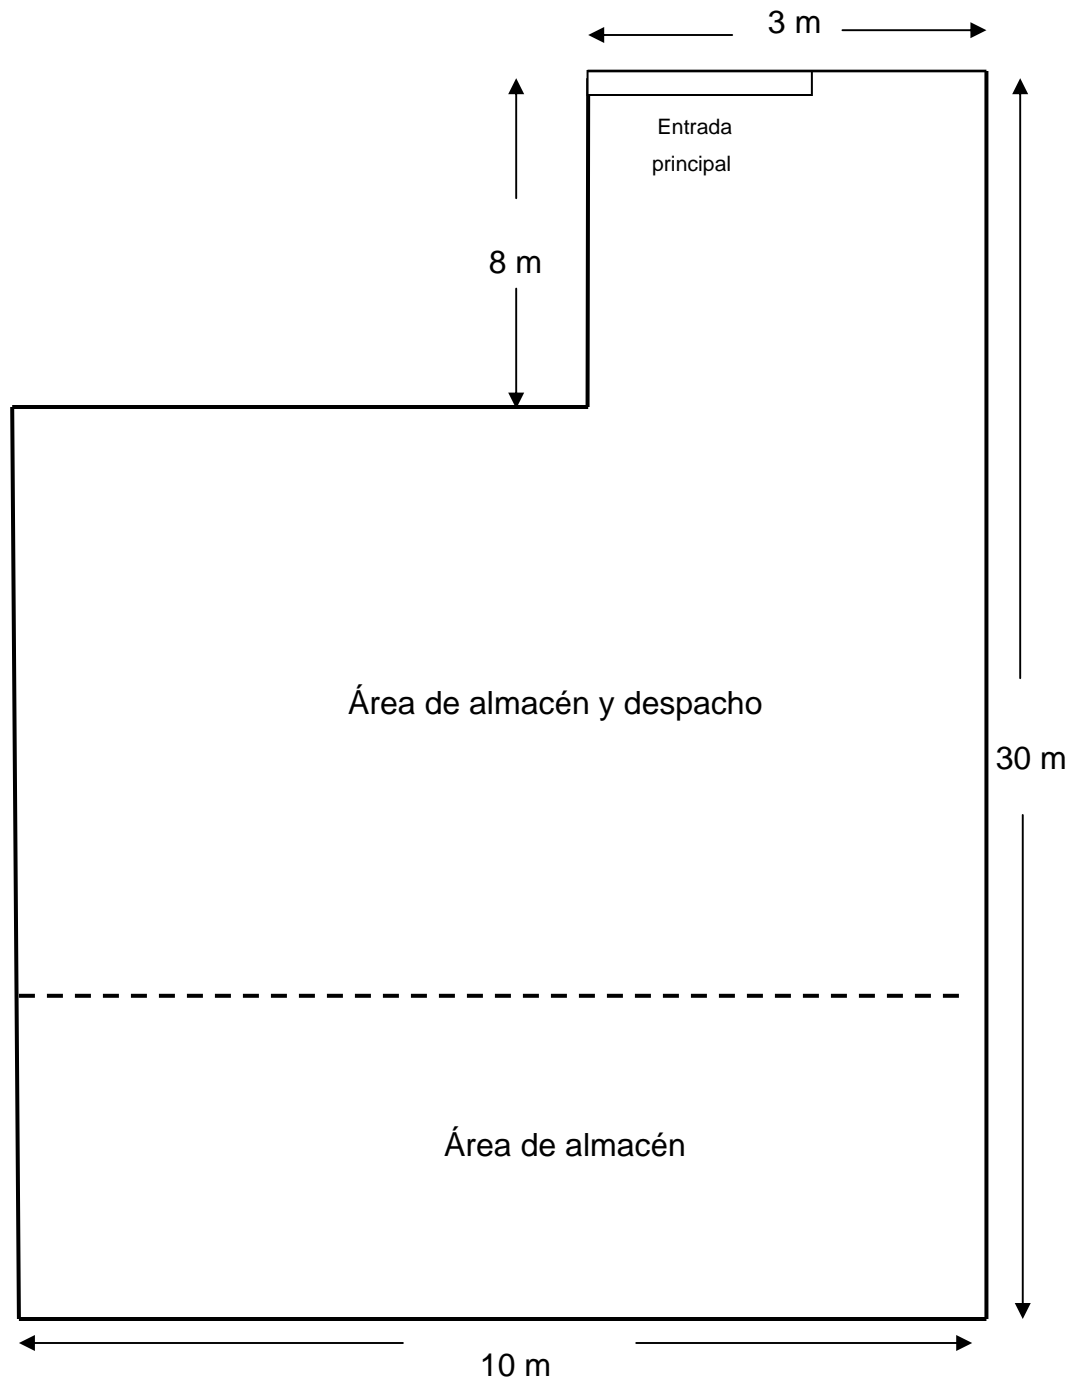 3 m
Entrada
principal
8 m
Área de almacén y despacho
30 m
Área de almacén
10 m